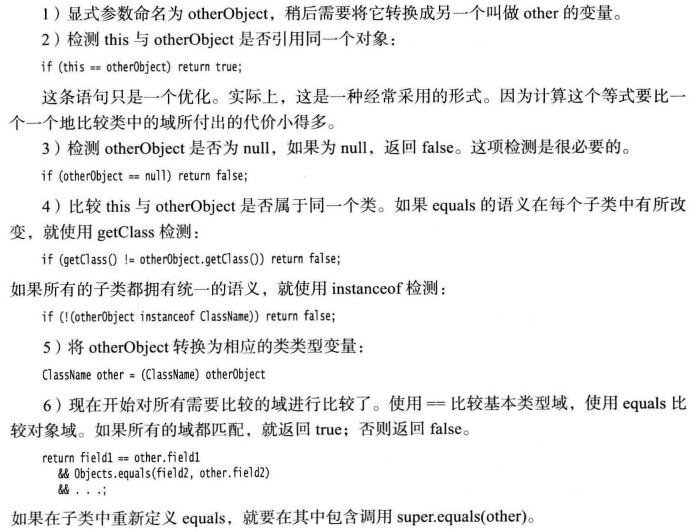 1）显式参数命名为 otherObject，稍后需要将它转换成另一个叫做 other 的变量。
2）检测 this 与 otherObject 是否引用同一个对象：
if (this == otherObject) return true;
这条语句只是一个优化。实际上，这是一种经常采用的形式。因为计算这个等式要比一
个一个地比较类中的域所付出的代价小得多。
3）检测 otherObject 是否为 null，如果为 null，返回 false。这项检测是很必要的。
if (otherObject == null) return false;
4）比较 this 与 otherObject 是否属于同一个类。如果 equals 的语义在每个子类中有所改
变，就使用 getClass 检测：
if (getClass() != otherObject.getClass()) return false;
如果所有的子类都拥有统一的语义，就使用 instanceof 检测：
if (!(otherObject instanceof ClassName)) return false;
5）将 otherObject 转换为相应的类类型变量：
ClassName other = (ClassName) otherObject
6）现在开始对所有需要比较的域进行比较了。使用 == 比较基本类型域，使用 equals 比
较对象域。如果所有的域都匹配，就返回 true；否则返回 false。
return field1 == other.field1
&& Objects.equals(field2, other.field2)
&& . . .;
如果在子类中重新定义 equals，就要在其中包含调用 super.equals(other)。